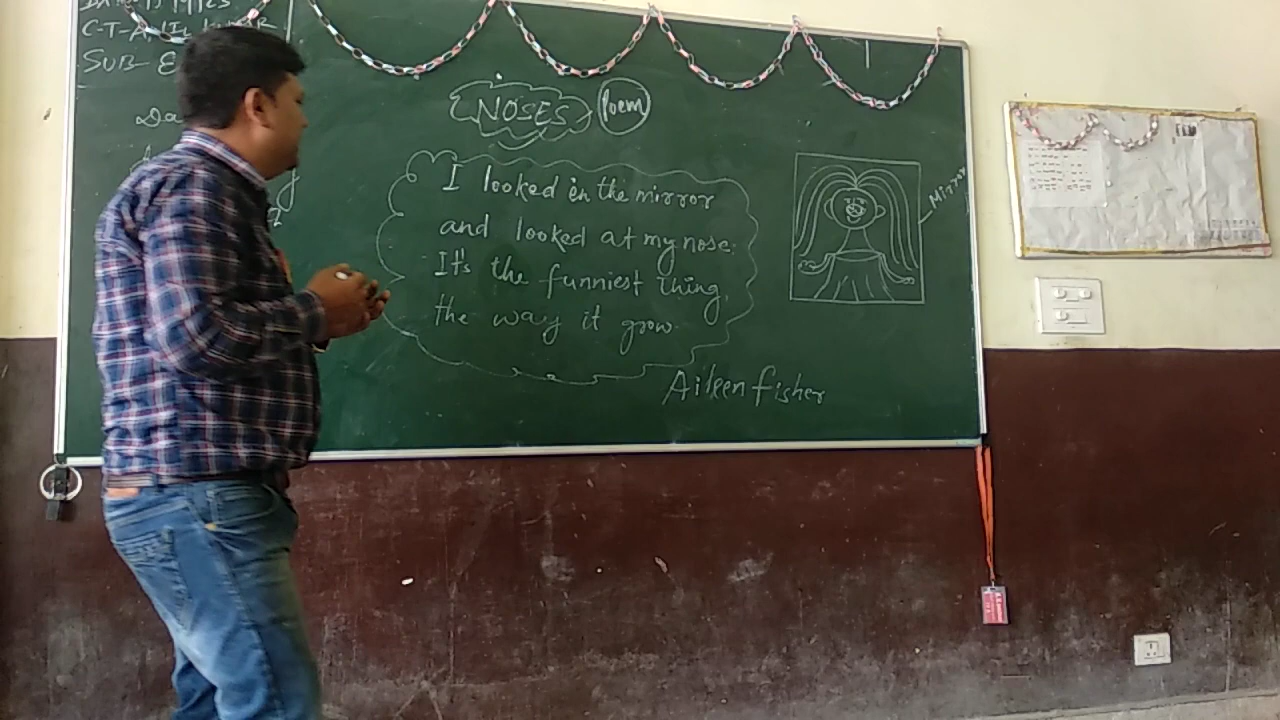 C-T-A
SUB- E
NOSES Poem
I looked in the mirror
and looked at my nose.
It's the funniest thing,
the way it grow.
Aileen fisher
Mirror